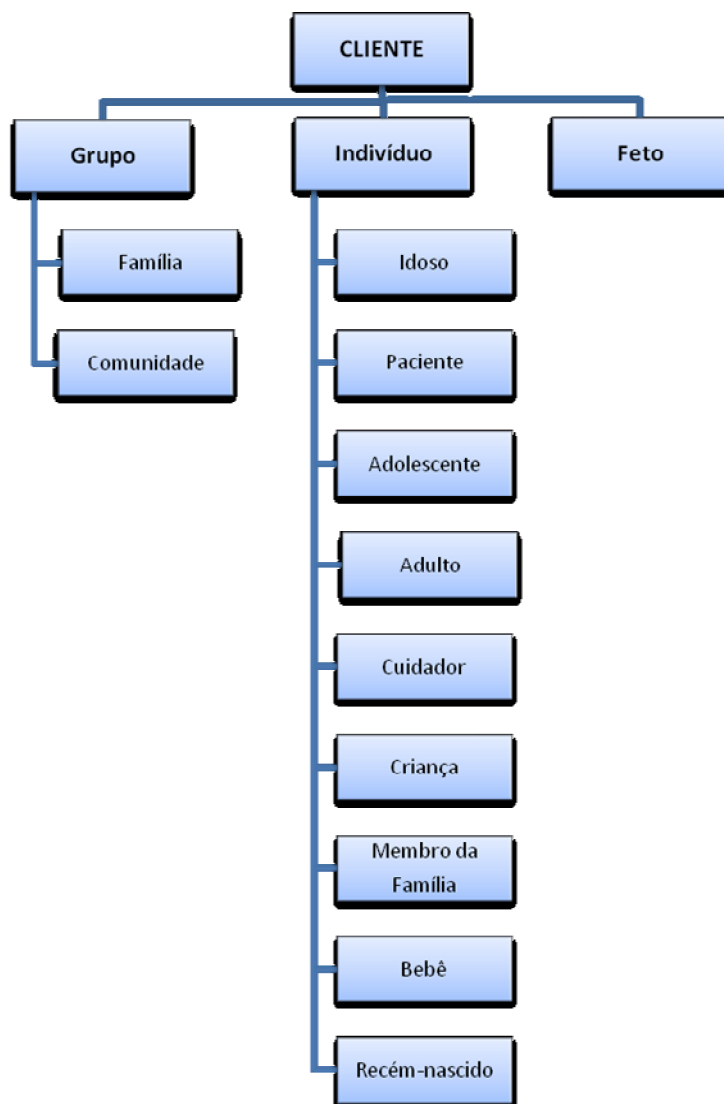 CLIENTE
Grupo
Indivíduo
Feto
Família
Comunidade
Idoso
Paciente
Adolescente
Adulto
Cuidador
Criança
Membro da
Família
Bebê
Recém-nascido